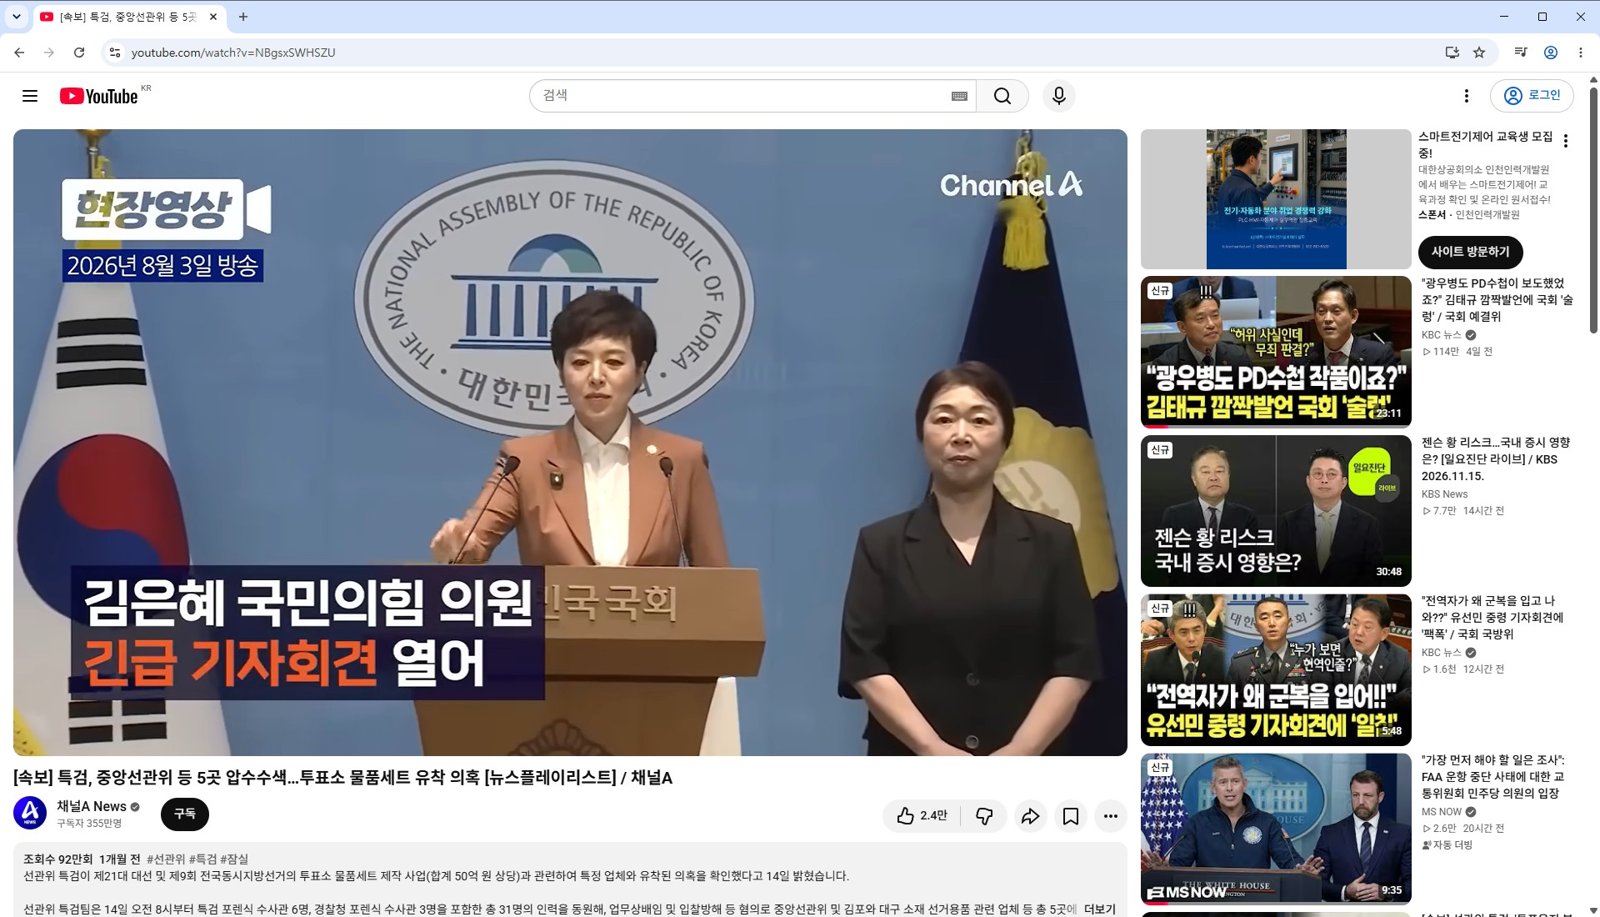 [속보] 특검, 중앙선관위 등 5곳
youtube.com/watch?v=NBgsxSWHSZU
YouTube KR
검색
로그인
현장영상
2026년 8월 3일 방송
Channel A
THE NATIONAL ASSEMBLY OF THE REPUBLIC OF KOREA
대한민국
민국국회
김은혜 국민의힘 의원
긴급 기자회견 열어
[속보] 특검, 중앙선관위 등 5곳 압수수색...투표소 물품세트 유착 의혹 [뉴스플레이리스트] / 채널A
채널A News
구독자 355만명
구독
2.4만
조회수 92만회 1개월 전 #선관위 #특검 #잠실
선관위 특검이 제21대 대선 및 제9회 전국동시지방선거의 투표소 물품세트 제작 사업(합계 50억 원 상당)과 관련하여 특정 업체와 유착된 의혹을 확인했다고 14일 밝혔습니다.
선관위 특검팀은 14일 오전 8시부터 특검 포렌식 수사관 6명, 경찰청 포렌식 수사관 3명을 포함한 총 31명의 인력을 동원해, 업무상배임 및 입찰방해 등 혐의로 중앙선관위 및 김포와 대구 소재 선거용품 관련 업체 등 총 5곳에 더보기
전기·자동화 분야 취업 경쟁력 강화
스마트전기제어 교육생 모집
중!
대한상공회의소 인천인력개발원
에서 배우는 스마트전기제어! 교
육과정 확인 및 온라인 원서접수!
스폰서 · 인천인력개발원
사이트 방문하기
신규
!!!
"허위 사실인데
무죄 판결?"
"광우병도 PD수첩 작품이죠?"
김태규 깜짝발언 국회 '술렁'
23:11
"광우병도 PD수첩이 보도했었
죠?" 김태규 깜짝발언에 국회 '술
렁' / 국회 예결위
KBC 뉴스
114만 4일 전
신규
일요진단
라이브
젠슨 황 리스크
국내 증시 영향은?
30:48
젠슨 황 리스크...국내 증시 영향
은? [일요진단 라이브] / KBS
2026.11.15.
KBS News
7.7만 14시간 전
신규
!!!
"누가 보면
현역인줄?"
"전역자가 왜 군복을 입어!!"
유선민 중령 기자회견에 '일침'
5:48
"전역자가 왜 군복을 입고 나
와??" 유선민 중령 기자회견에
'팩폭' / 국회 국방위
KBC 뉴스
1.6천 12시간 전
신규
THE WHITE HOUSE
MS NOW
9:35
"가장 먼저 해야 할 일은 조사":
FAA 운항 중단 사태에 대한 교
통위원회 민주당 의원의 입장
MS NOW
2.6만 20시간 전
자동 더빙